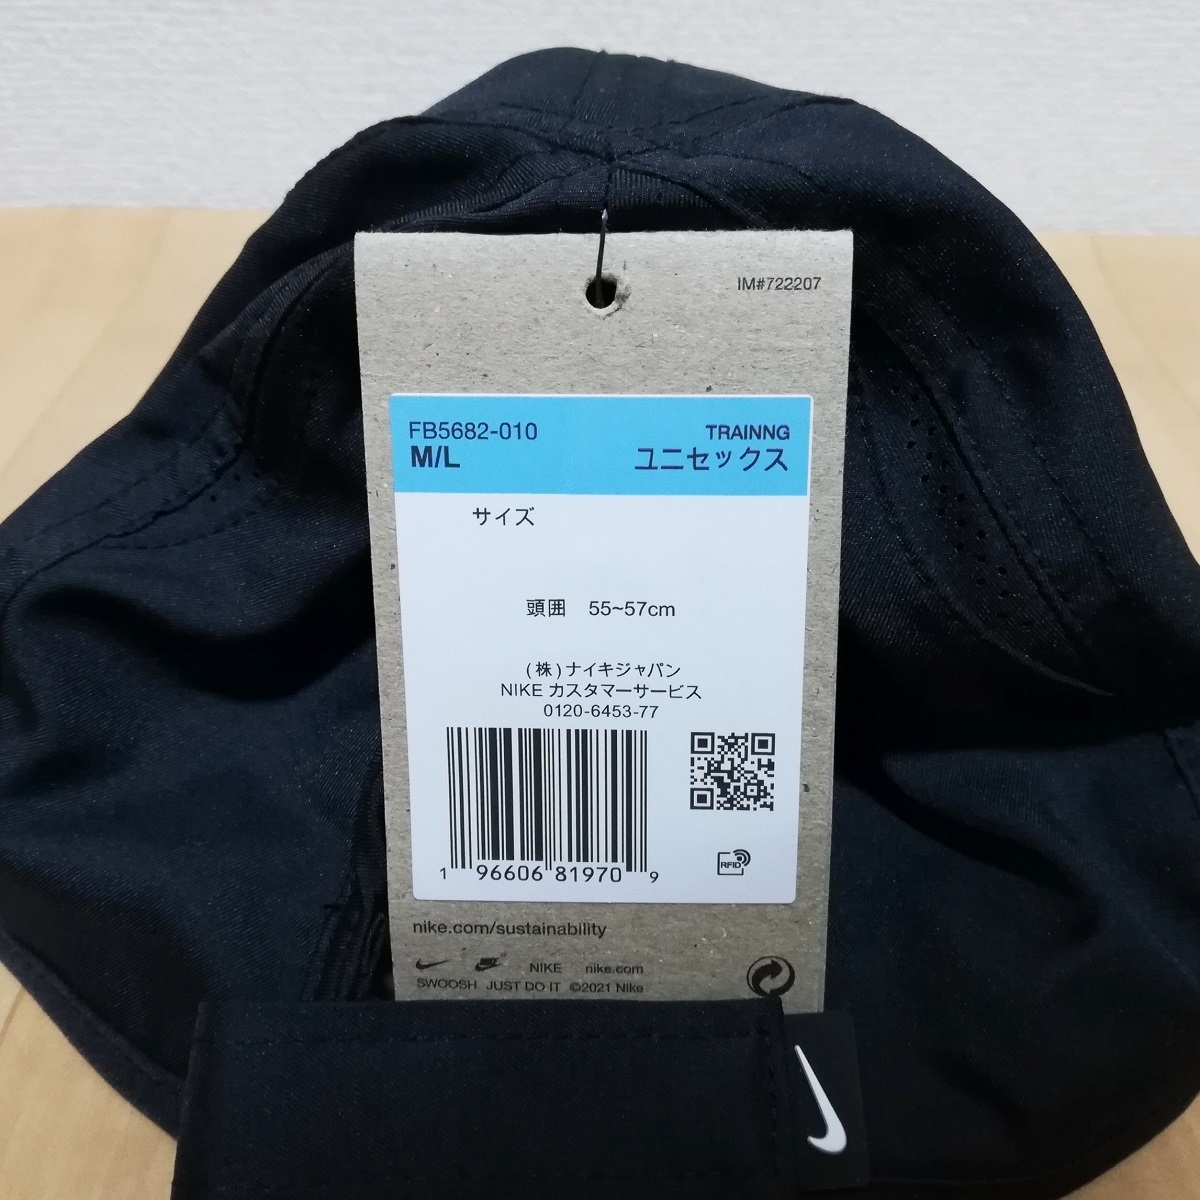 IM#722207
FB5682-010
TRAINNG
M/L
ユニセックス
サイズ
頭囲 55~57cm
(株)ナイキジャパン
NIKE カスタマーサービス
0120-6453-77
1 96606 81970 9
RFID
nike.com/sustainability
NIKE nike.com
SWOOSH JUST DO IT ©2021 Nike